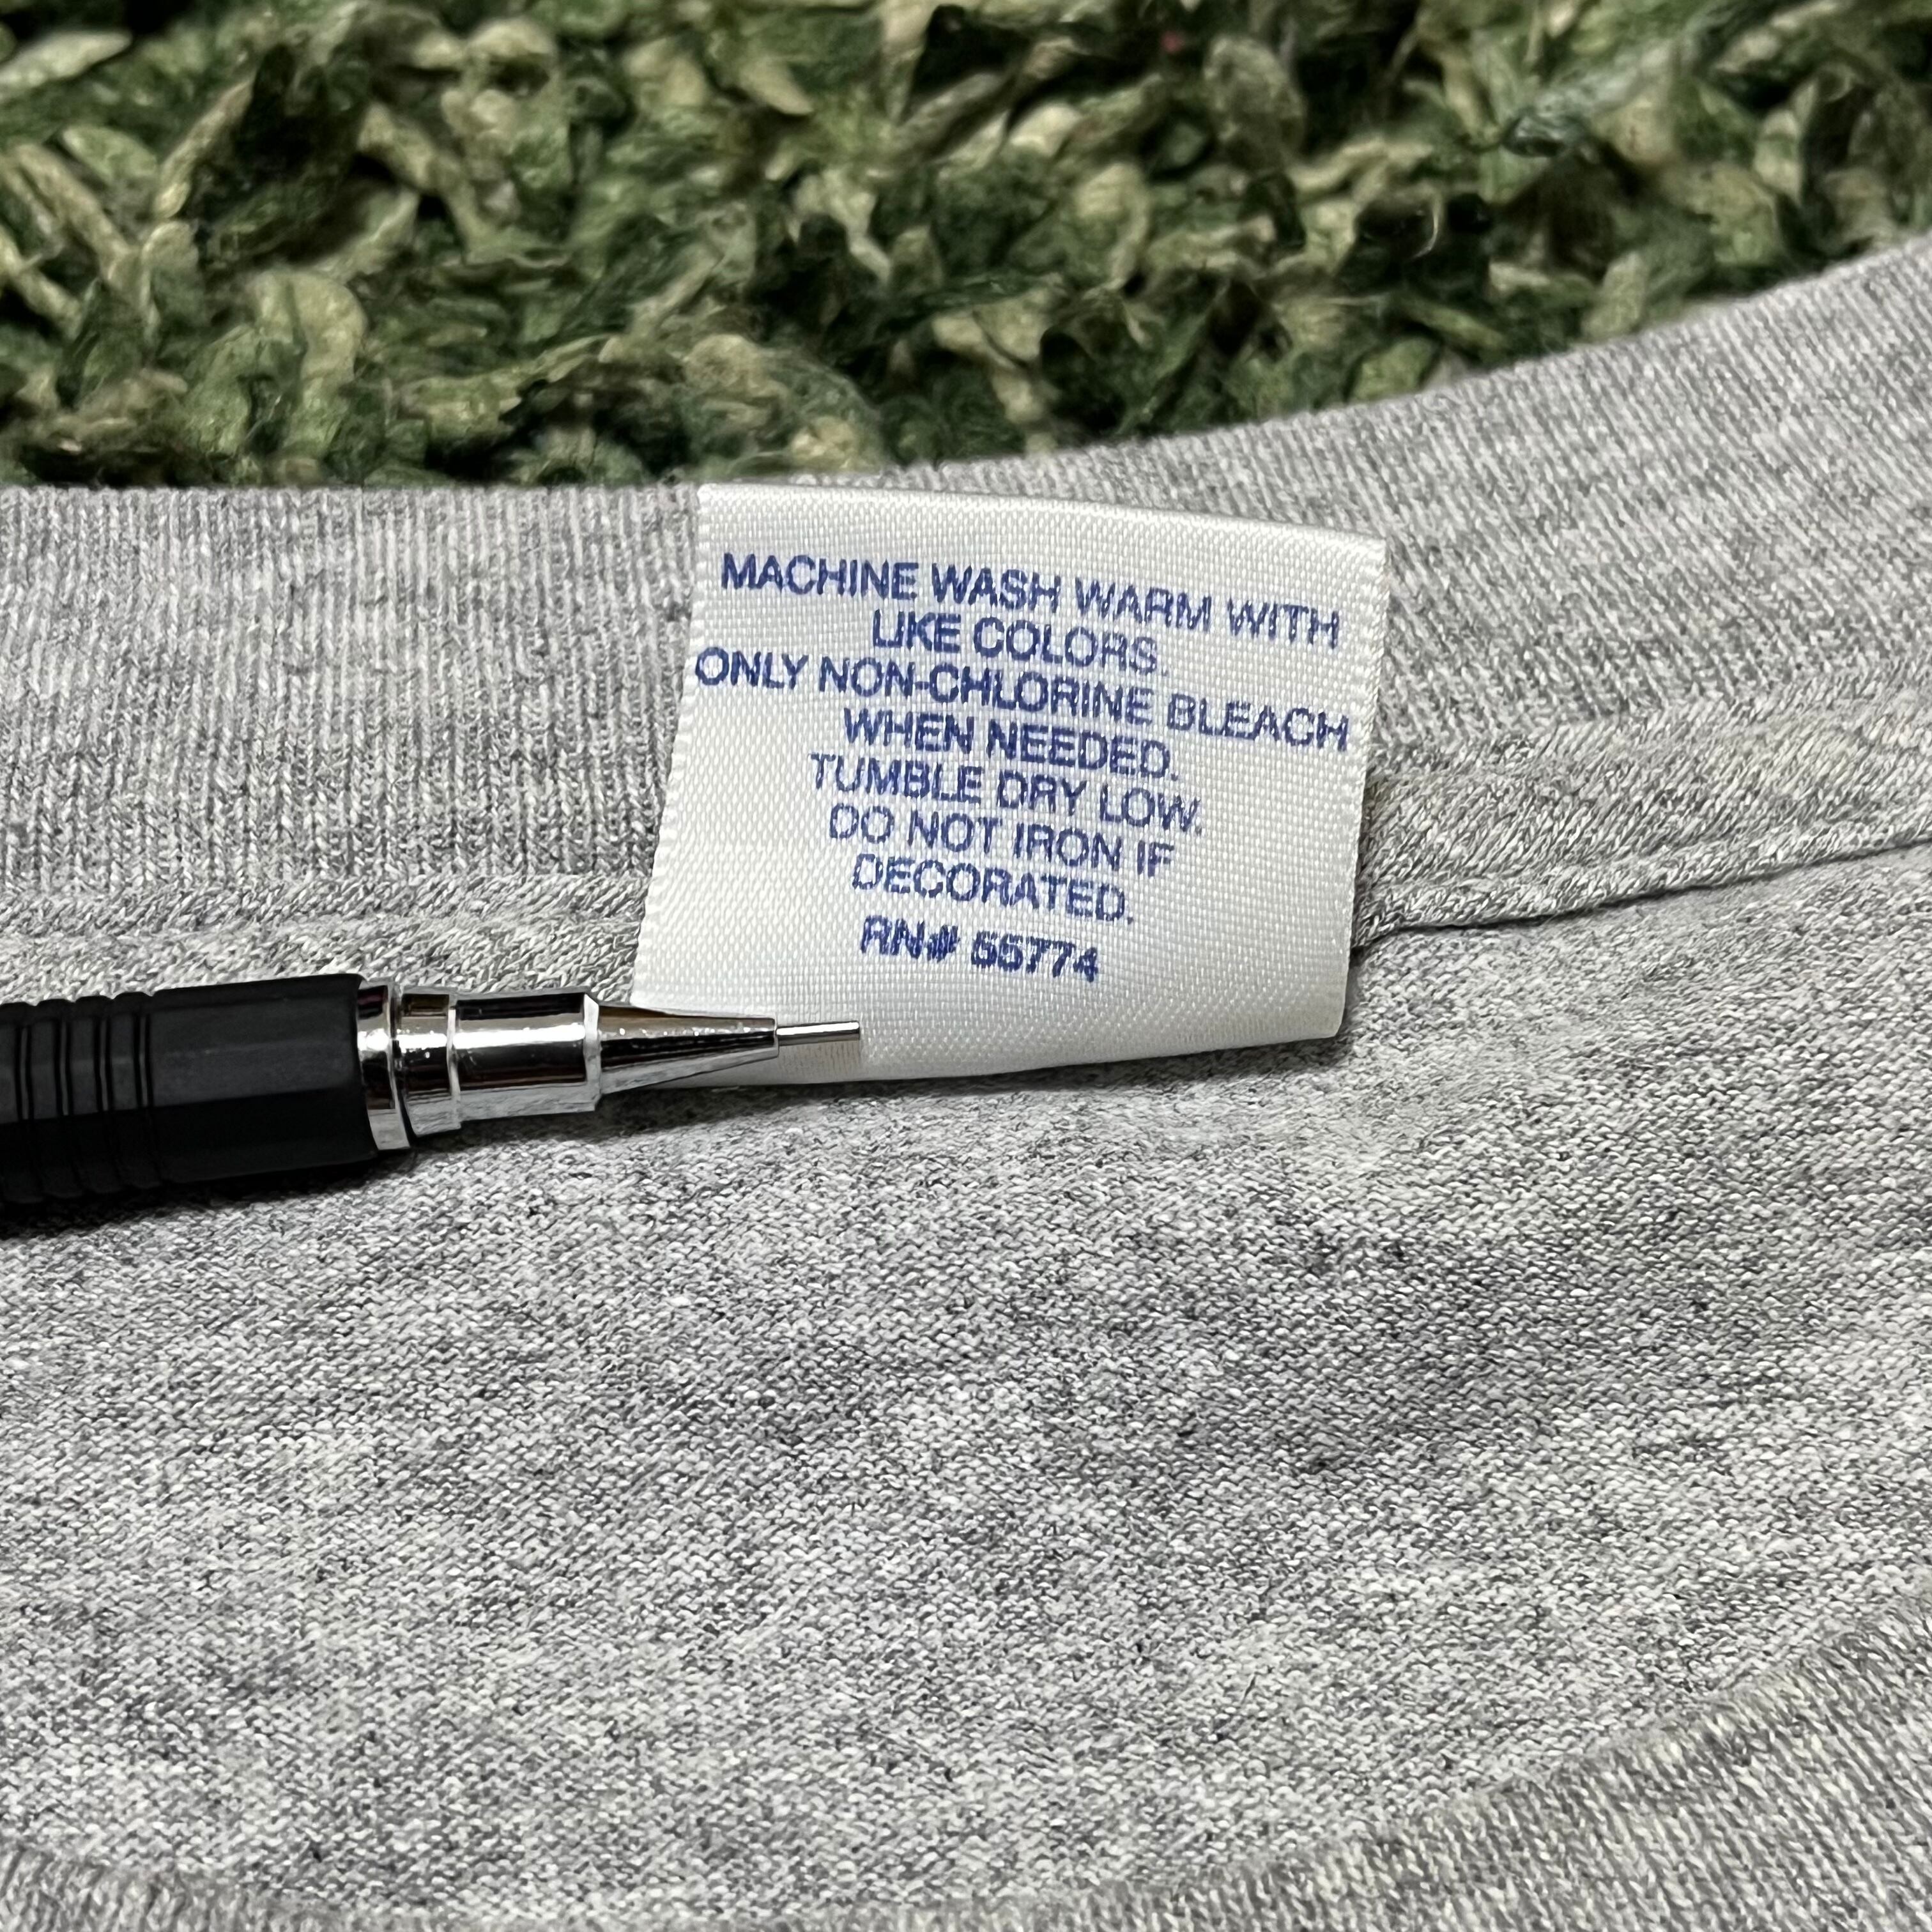 MACHINE WASH WARM WITH
LIKE COLORS.
ONLY NON-CHLORINE BLEACH
WHEN NEEDED.
TUMBLE DRY LOW.
DO NOT IRON IF
DECORATED.
RN# 55774